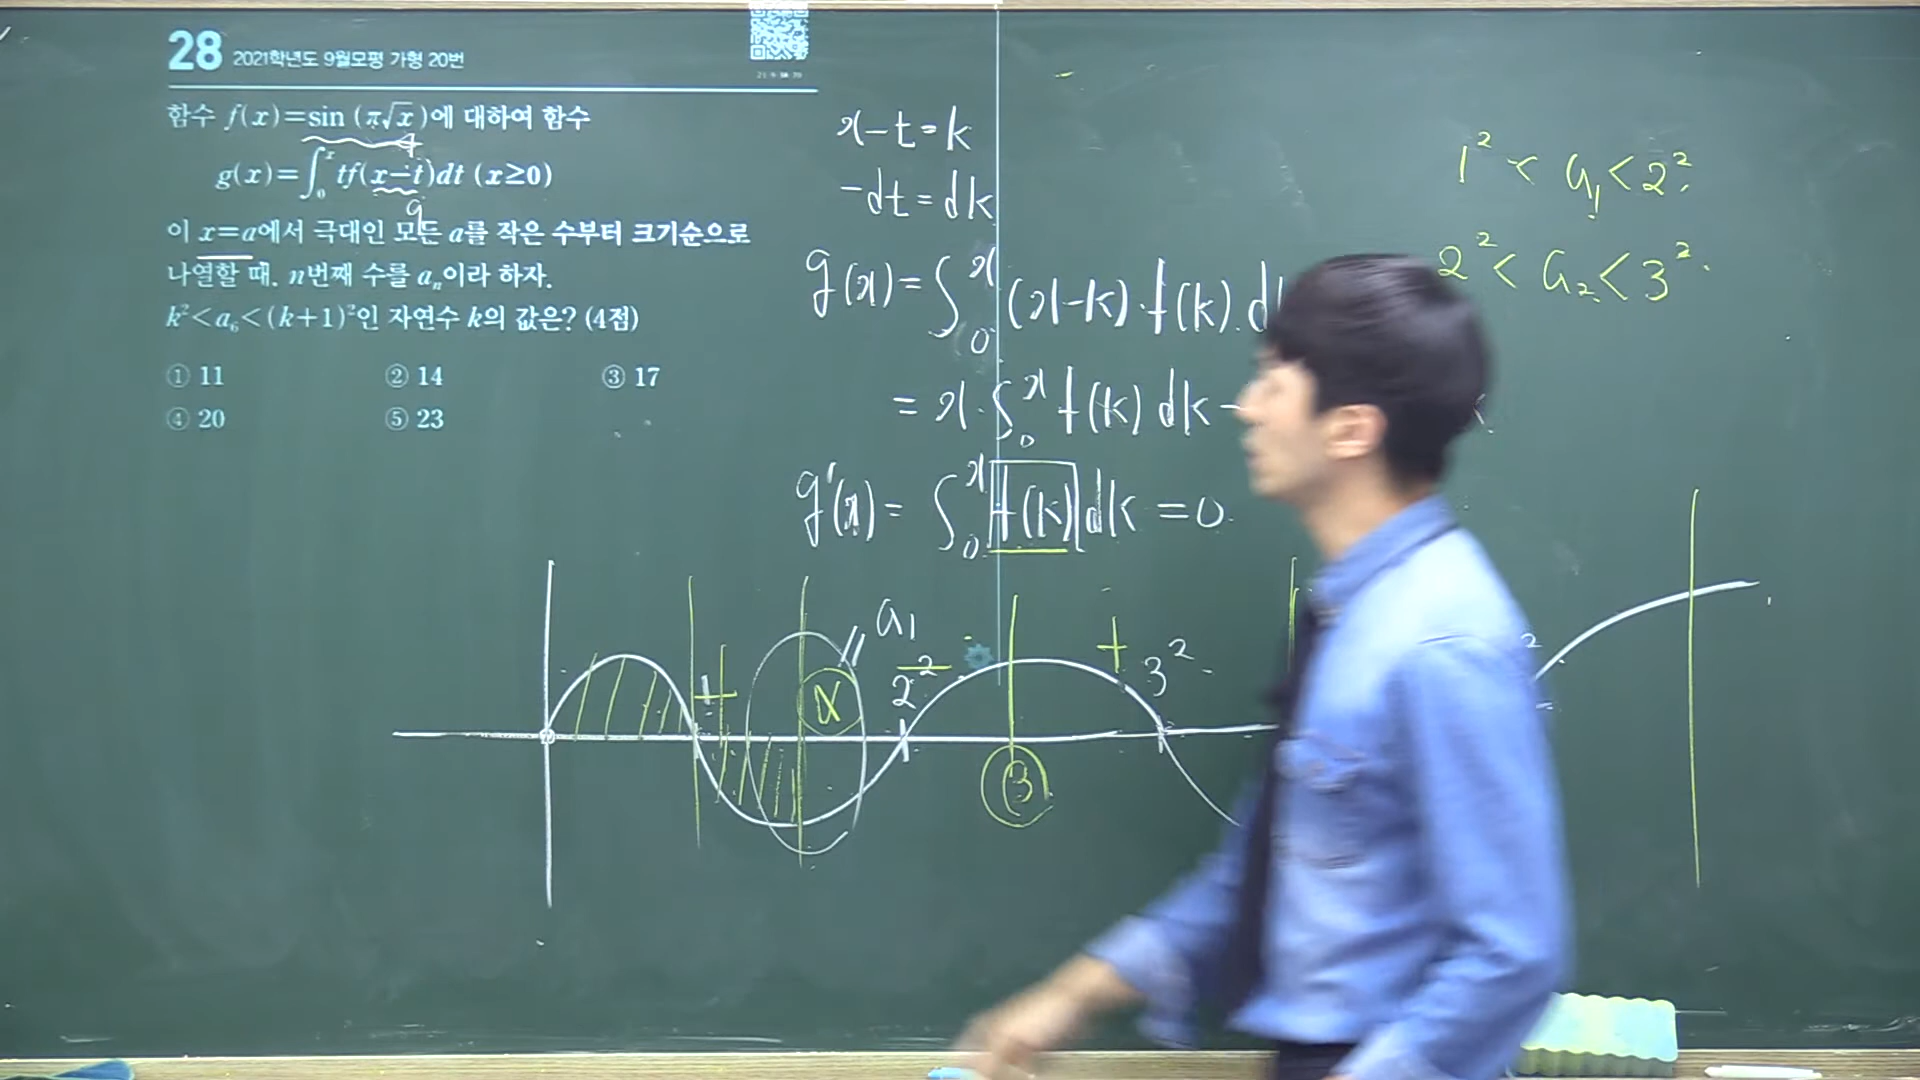 28 2021학년도 9월모평 가형 20번
함수 f(x)=sin (π√x)에 대하여 함수
g(x)=∫₀ˣ tf(x−t)dt (x≥0)
이 x=a에서 극대인 모든 a를 작은 수부터 크기순으로
나열할 때, n번째 수를 aₙ이라 하자.
k²<a₆<(k+1)²인 자연수 k의 값은? (4점)
① 11 ② 14 ③ 17
④ 20 ⑤ 23
x-t=k
-dt=dk
g(x)=∫₀ˣ(x-k)·f(k)·d
=x·∫₀ˣf(k)dk-
g'(x)=∫₀ˣf(k)dk=0
1²<a₁<2²
2²<a₂<3²
+ α a₁ 2² β + 3²
2